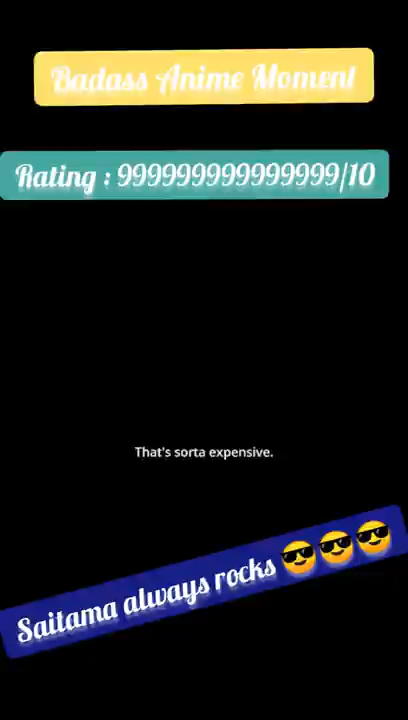 Badass Anime Moment
Rating : 999999999999999/10
That's sorta expensive.
Saitama always rocks 😎😎😎